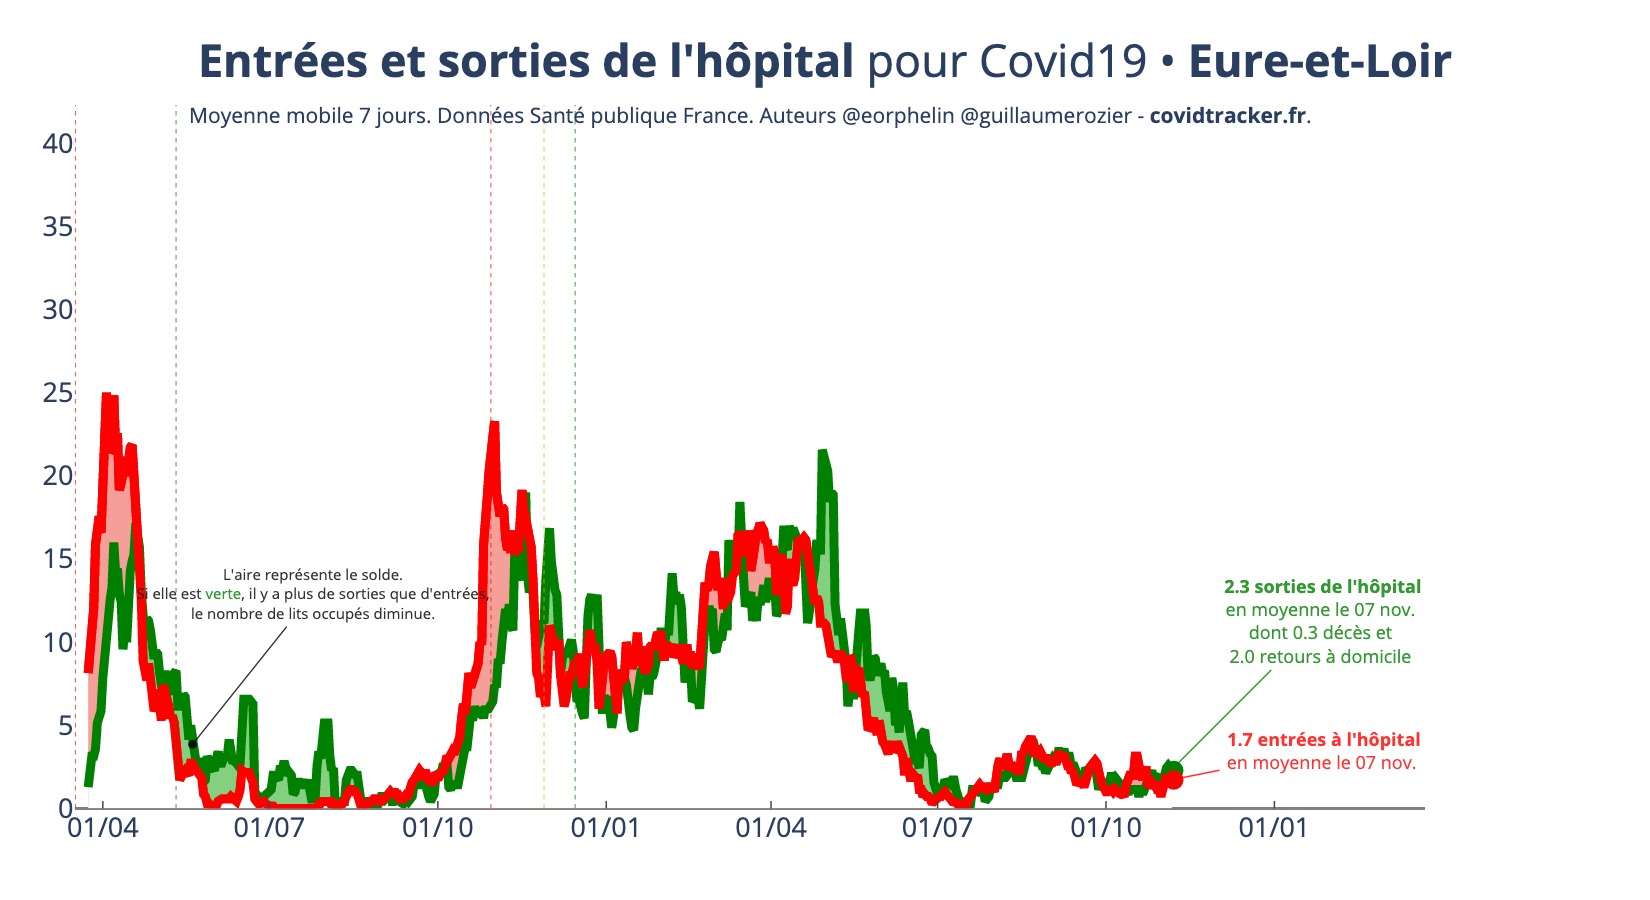 Entrées et sorties de l'hôpital pour Covid19 • Eure-et-Loir
Moyenne mobile 7 jours. Données Santé publique France. Auteurs @eorphelin @guillaumerozier - covidtracker.fr.
40
35
30
25
20
15
10
5
0
L'aire représente le solde.
Si elle est verte, il y a plus de sorties que d'entrées,
le nombre de lits occupés diminue.
2.3 sorties de l'hôpital
en moyenne le 07 nov.
dont 0.3 décès et
2.0 retours à domicile
1.7 entrées à l'hôpital
en moyenne le 07 nov.
01/04 01/07 01/10 01/01 01/04 01/07 01/10 01/01